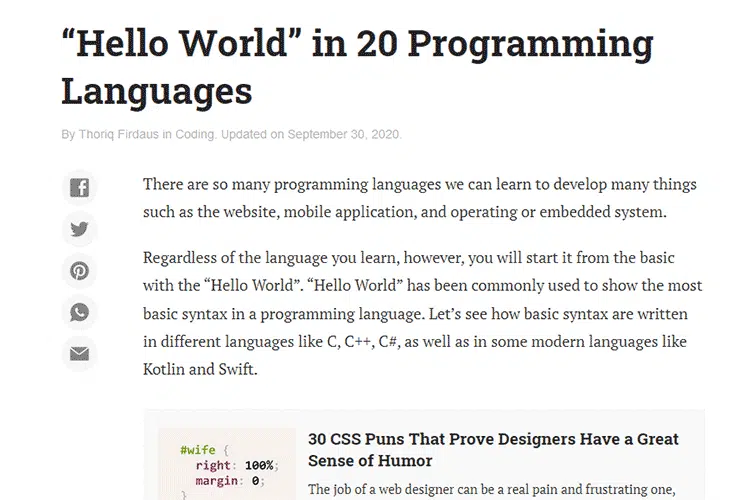 “Hello World” in 20 Programming
Languages
By Thoriq Firdaus in Coding. Updated on September 30, 2020.
There are so many programming languages we can learn to develop many things
such as the website, mobile application, and operating or embedded system.
Regardless of the language you learn, however, you will start it from the basic
with the “Hello World”. “Hello World” has been commonly used to show the most
basic syntax in a programming language. Let’s see how basic syntax are written
in different languages like C, C++, C#, as well as in some modern languages like
Kotlin and Swift.
#wife {
right: 100%;
margin: 0;
}
30 CSS Puns That Prove Designers Have a Great
Sense of Humor
The job of a web designer can be a real pain and frustrating one,